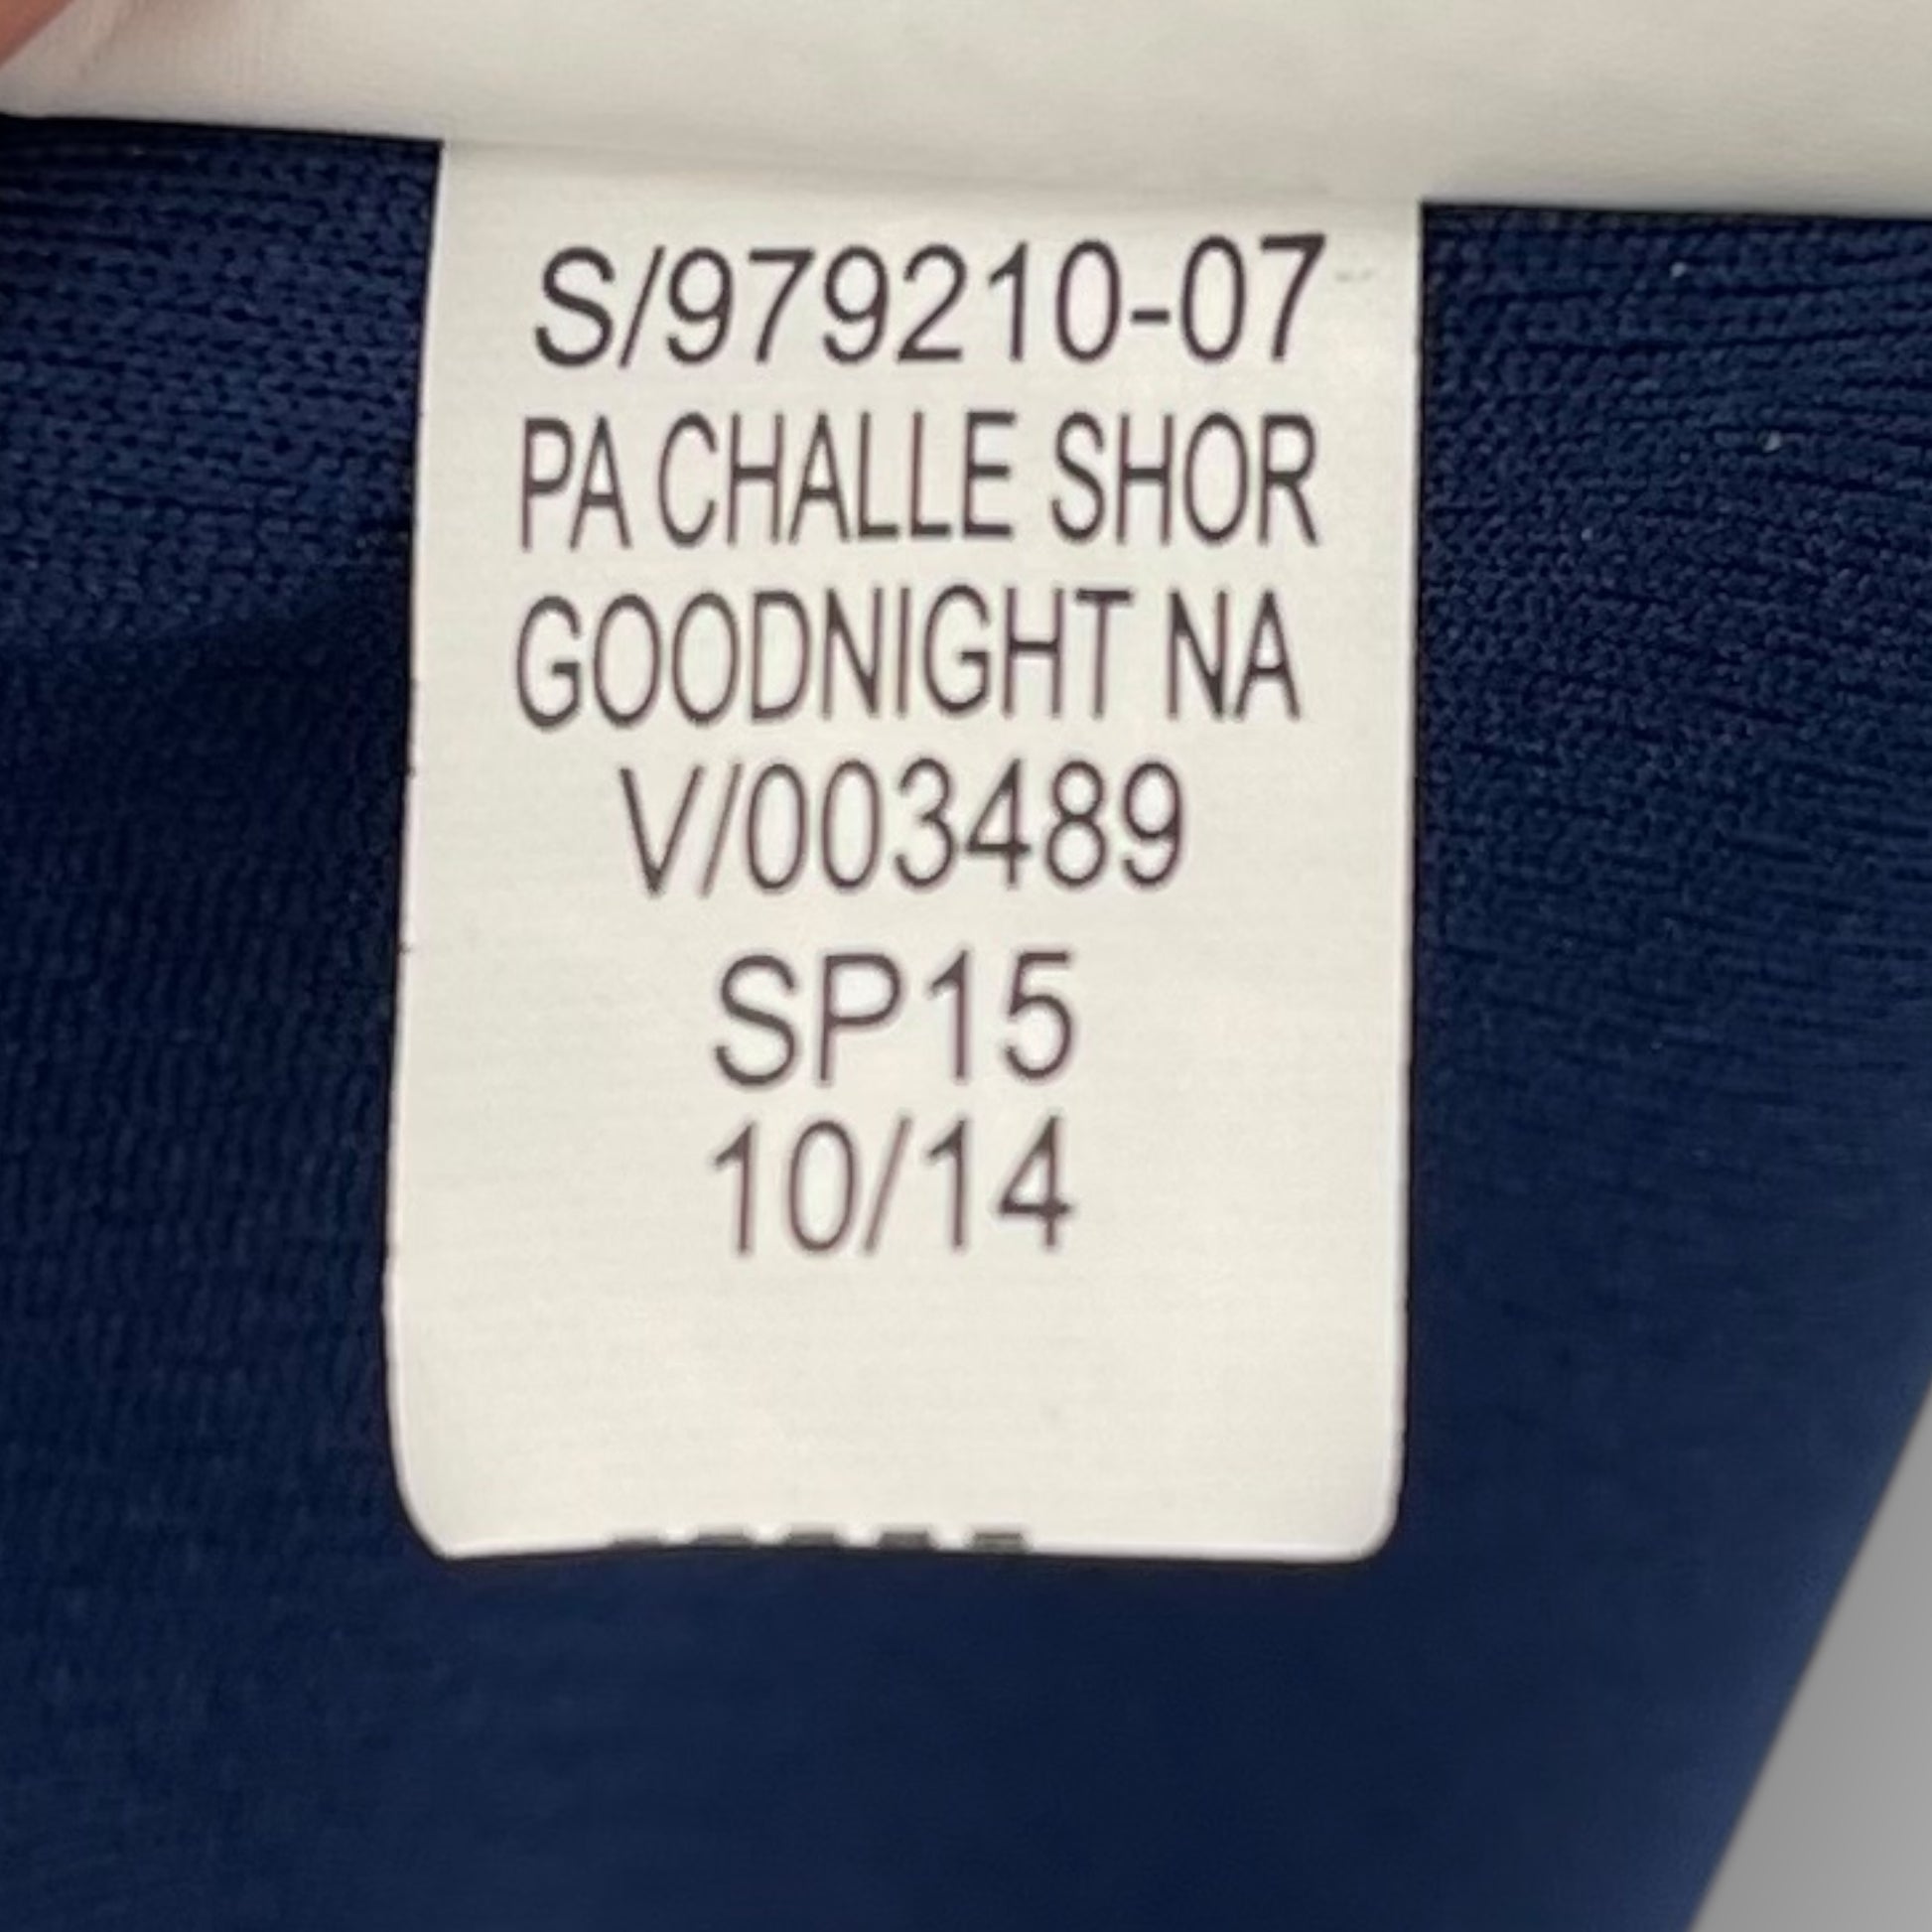 S/979210-07
PA CHALLE SHOR
GOODNIGHT NA
V/003489
SP15
10/14